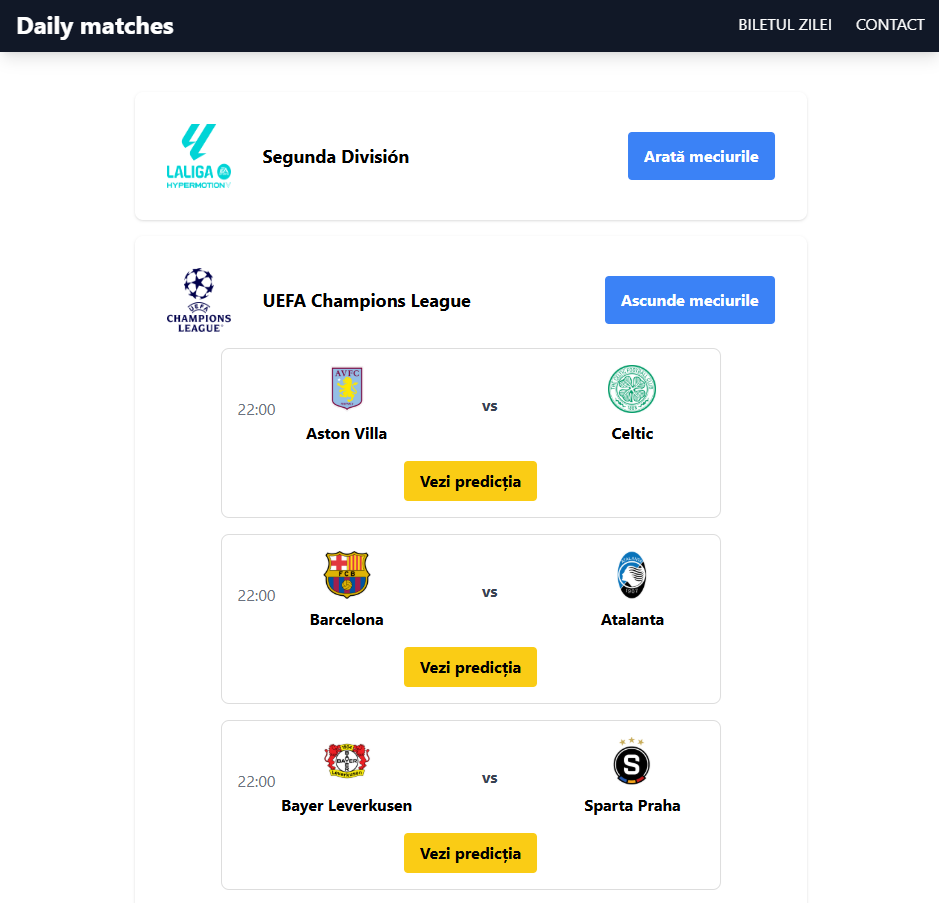 Daily matches
BILETUL ZILEI
CONTACT
LALIGA
HYPERMOTION
Segunda División
Arată meciurile
UEFA
CHAMPIONS
LEAGUE
UEFA Champions League
Ascunde meciurile
22:00
AVFC
Aston Villa
vs
Celtic
Vezi predicția
22:00
FCB
Barcelona
vs
Atalanta
Vezi predicția
22:00
BAYER
Bayer Leverkusen
vs
S
Sparta Praha
Vezi predicția